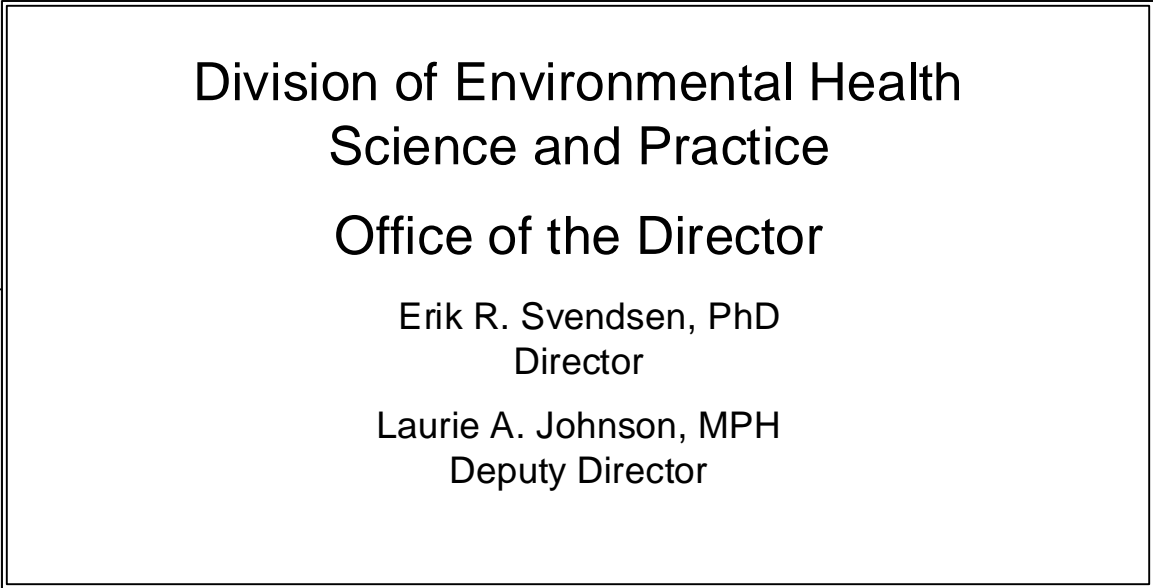 Division of Environmental Health
Science and Practice
Office of the Director
Erik R. Svendsen, PhD
Director
Laurie A. Johnson, MPH
Deputy Director